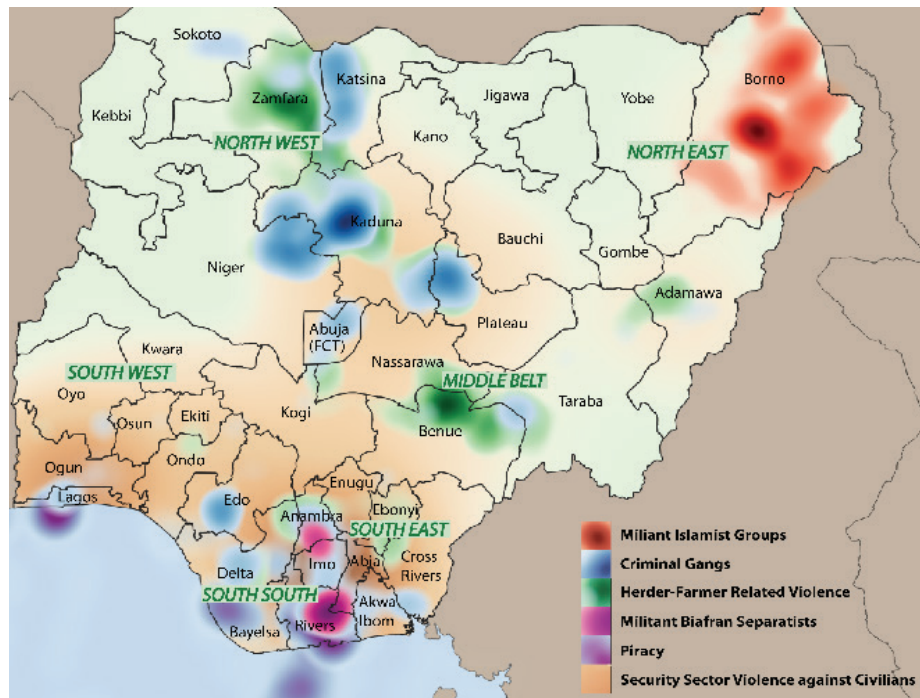 Sokoto
Katsina
Borno
Zamfara
Jigawa
Yobe
Kebbi
Kano
NORTH WEST
NORTH EAST
Kaduna
Bauchi
Niger
Gombe
Adamawa
Abuja
(FCT)
Plateau
Kwara
Nassarawa
SOUTH WEST
MIDDLE BELT
Oyo
Taraba
Kogi
Ekiti
Osun
Benue
Ondo
Ogun
Enugu
Lagos
Edo
Ebonyi
Anambra
SOUTH EAST
Imo
Abia
Cross
Rivers
Delta
SOUTH SOUTH
Akwa
Ibom
Rivers
Bayelsa
Miliant Islamist Groups
Criminal Gangs
Herder-Farmer Related Violence
Militant Biafran Separatists
Piracy
Security Sector Violence against Civilians